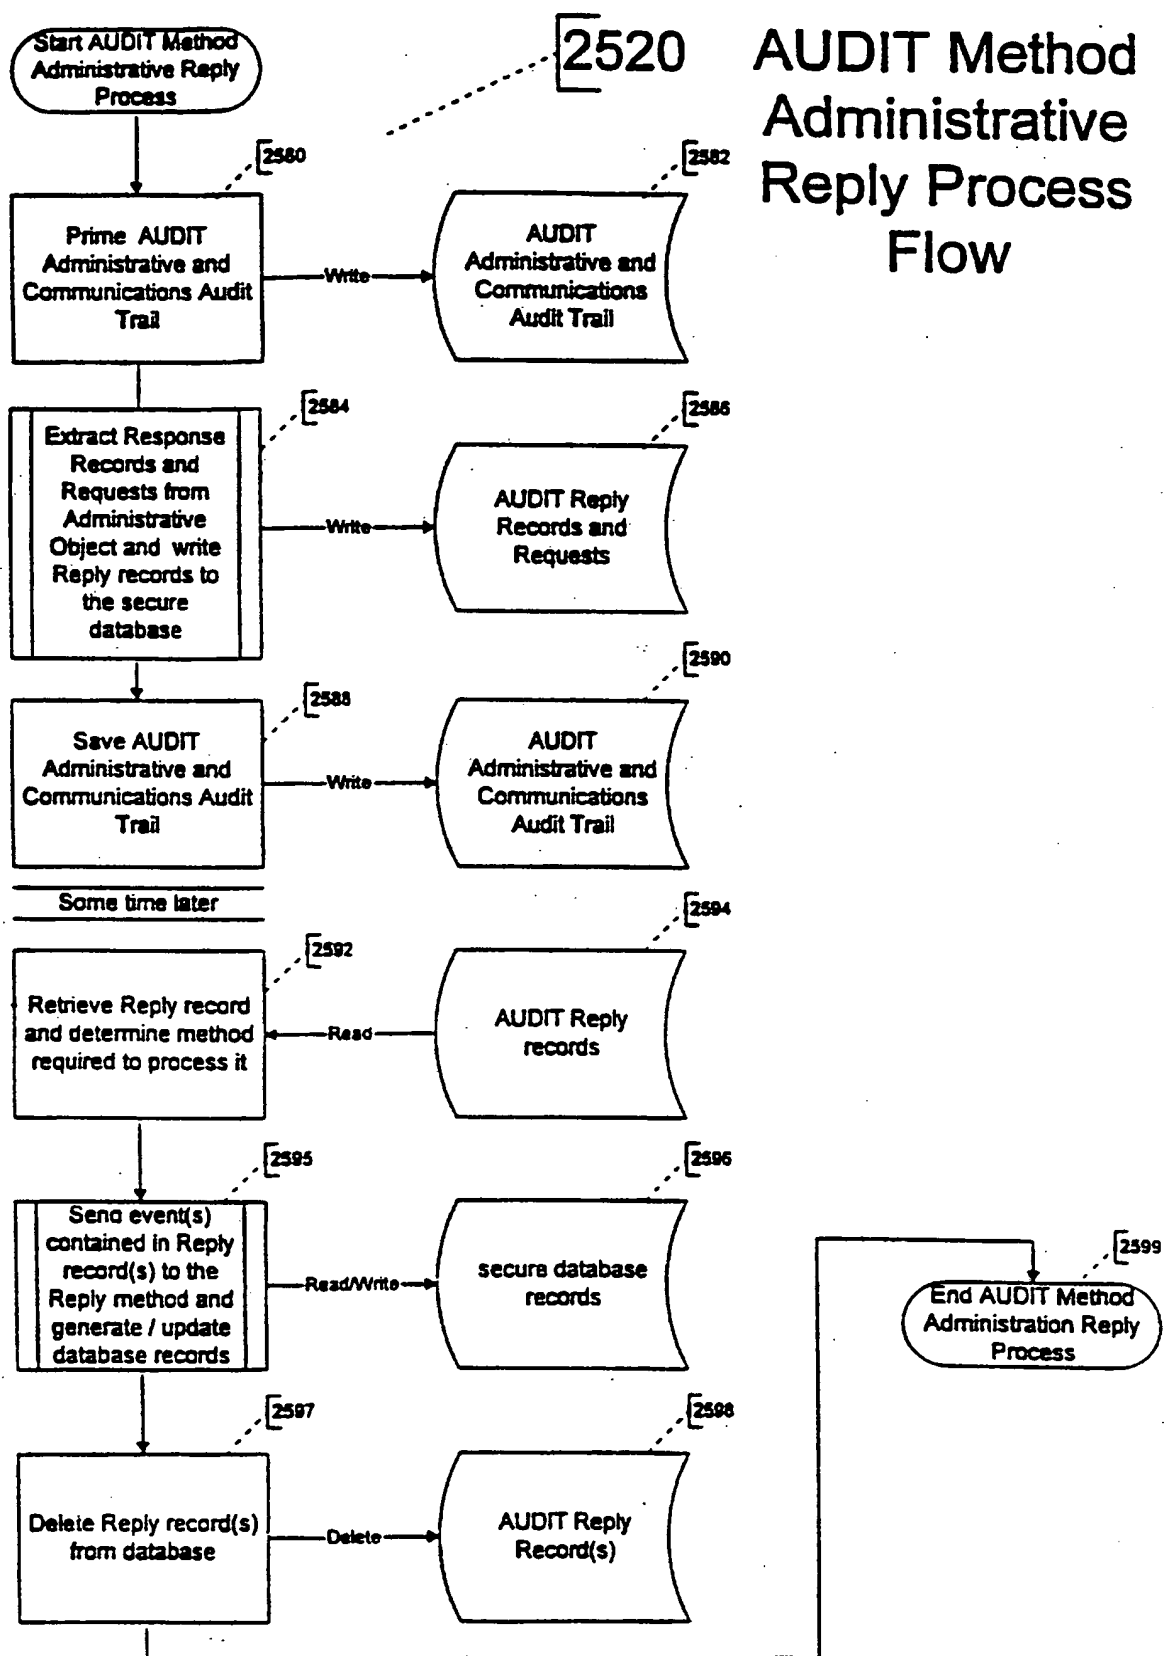 2520
AUDIT Method
Administrative
Reply Process
Flow
Start AUDIT Method
Administrative Reply
Process
2580
2582
Prime AUDIT
Administrative and
Communications Audit
Trail
Write
AUDIT
Administrative and
Communications
Audit Trail
2584
2586
Extract Response
Records and
Requests from
Administrative
Object and write
Reply records to
the secure
database
Write
AUDIT Reply
Records and
Requests
2588
2590
Save AUDIT
Administrative and
Communications Audit
Trail
Write
AUDIT
Administrative and
Communications
Audit Trail
Some time later
2592
2594
Retrieve Reply record
and determine method
required to process it
Read
AUDIT Reply
records
2595
2596
Send event(s)
contained in Reply
record(s) to the
Reply method and
generate / update
database records
Read/Write
secure database
records
2599
End AUDIT Method
Administration Reply
Process
2597
2598
Delete Reply record(s)
from database
Delete
AUDIT Reply
Record(s)